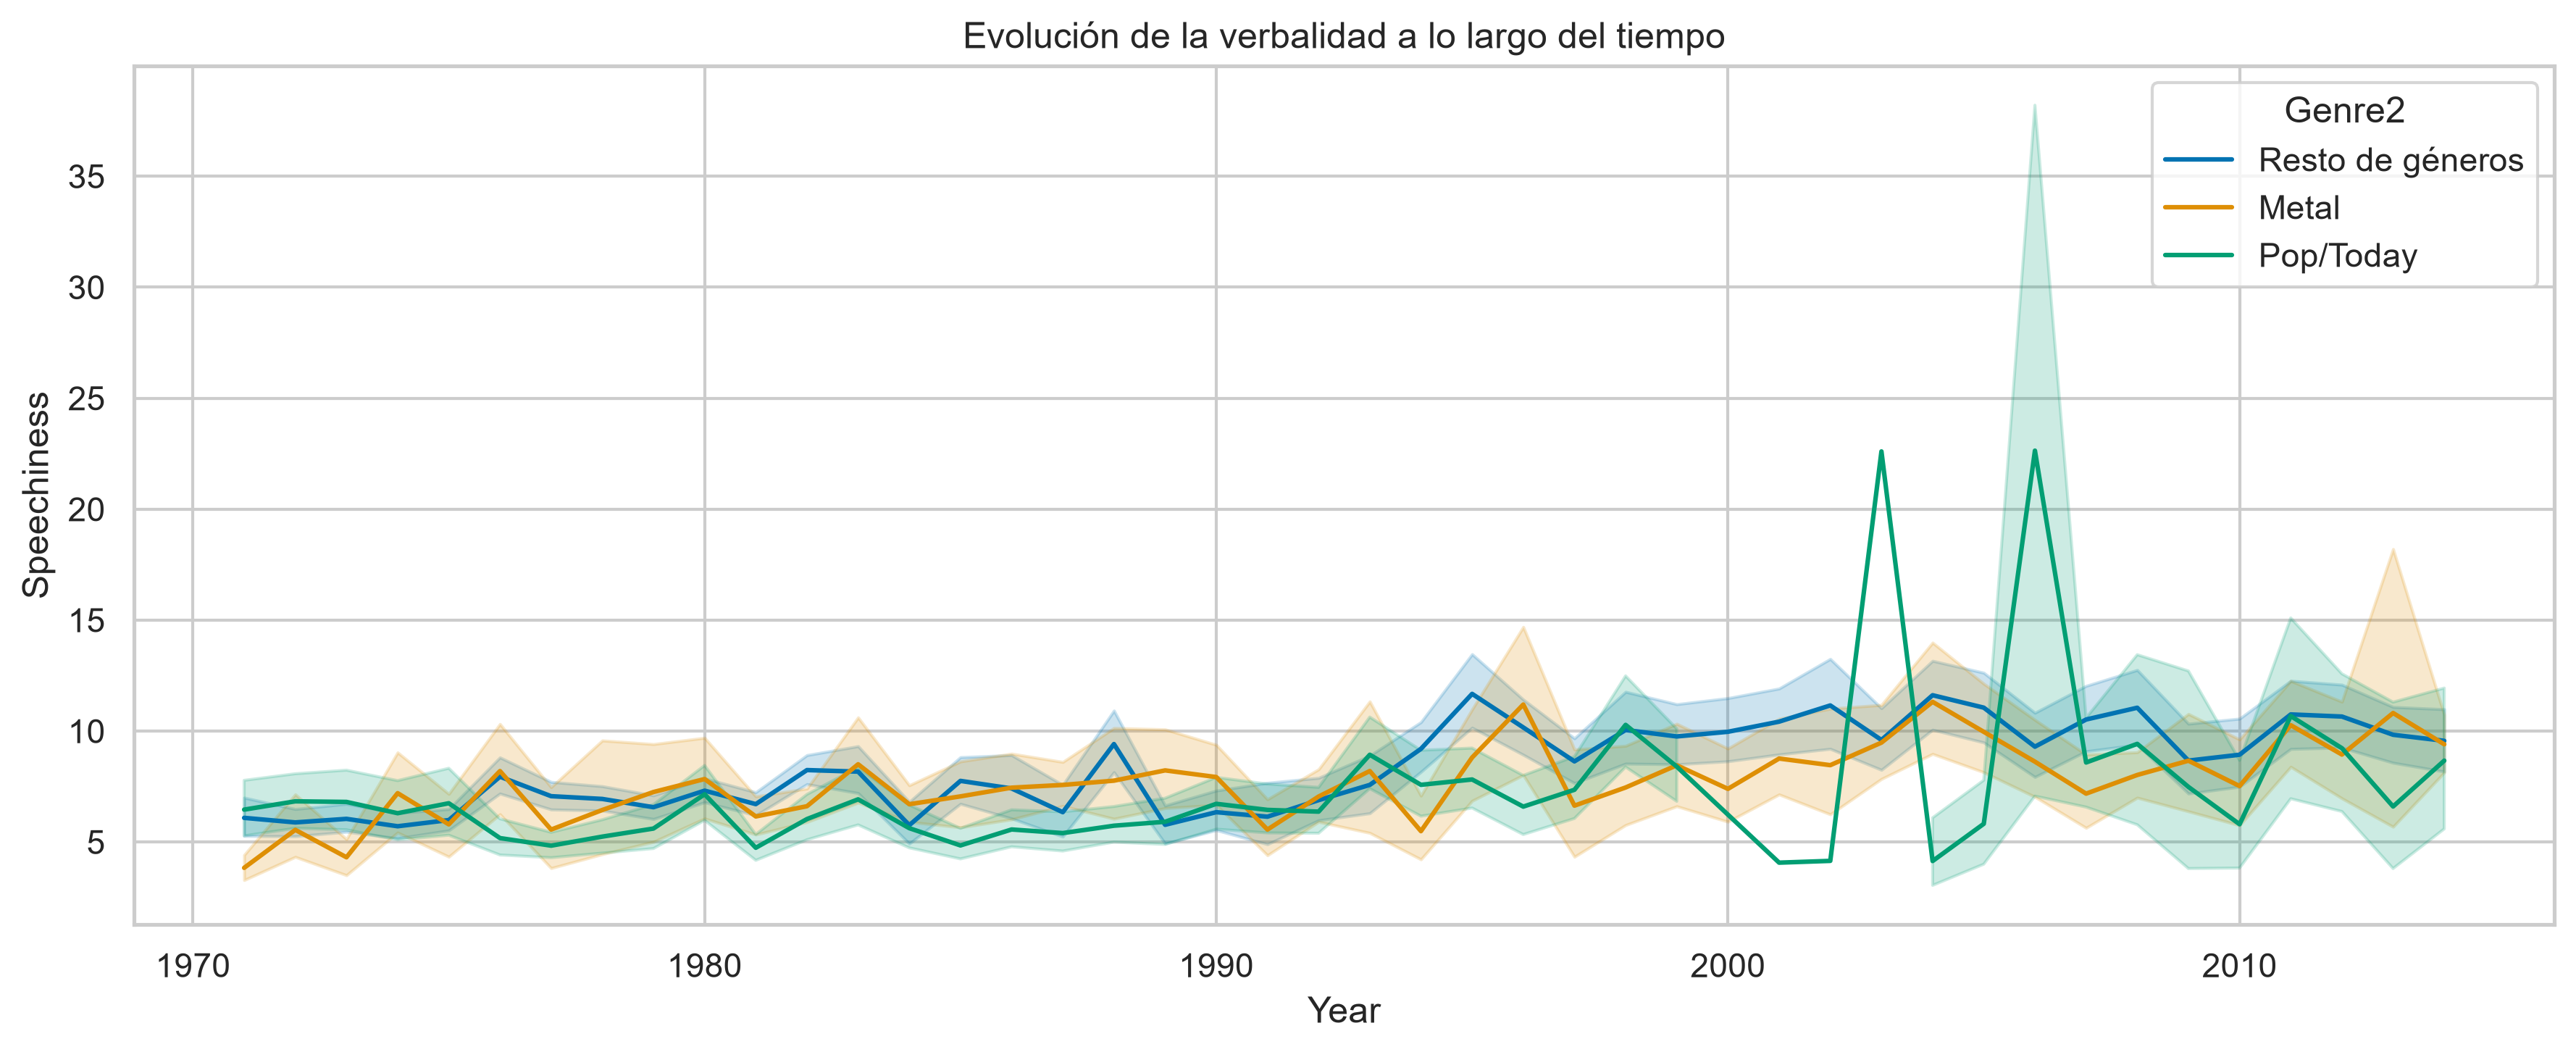 Evolución de la verbalidad a lo largo del tiempo
Genre2
Resto de géneros
Metal
Pop/Today
Speechiness
35
30
25
20
15
10
5
1970
1980
1990
2000
2010
Year